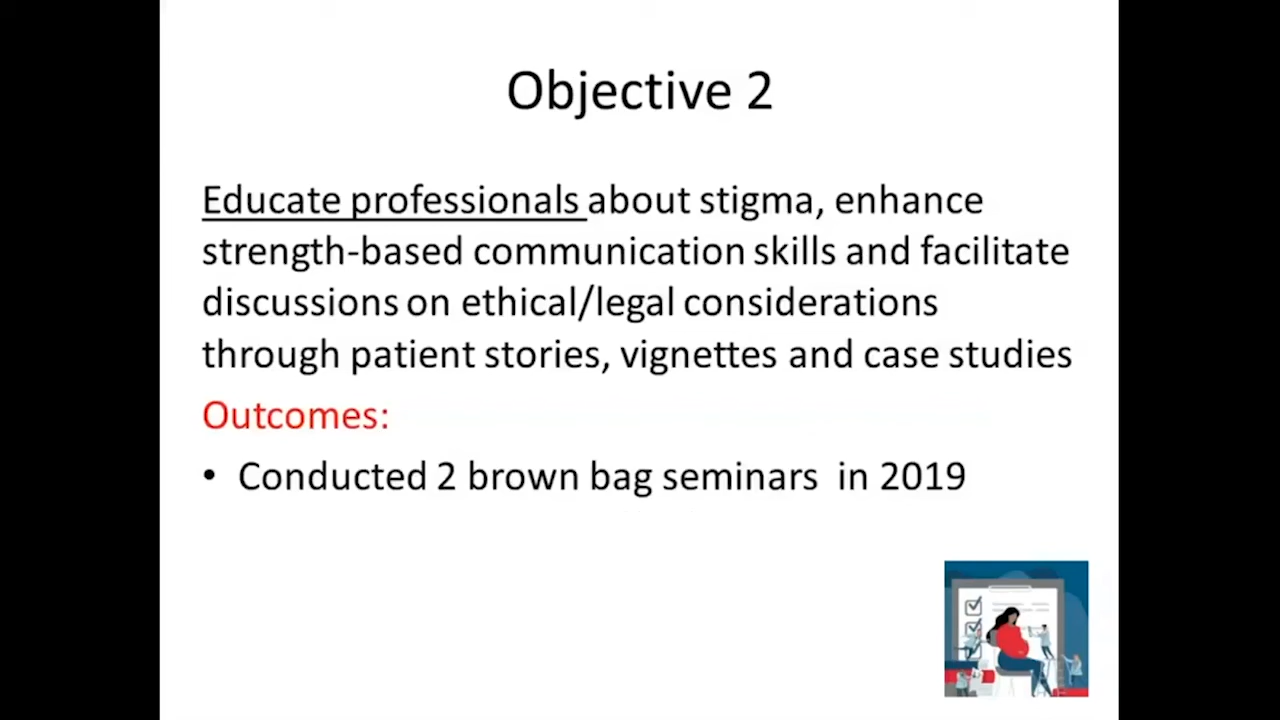 Objective 2
Educate professionals about stigma, enhance
strength-based communication skills and facilitate
discussions on ethical/legal considerations
through patient stories, vignettes and case studies
Outcomes:
• Conducted 2 brown bag seminars  in 2019